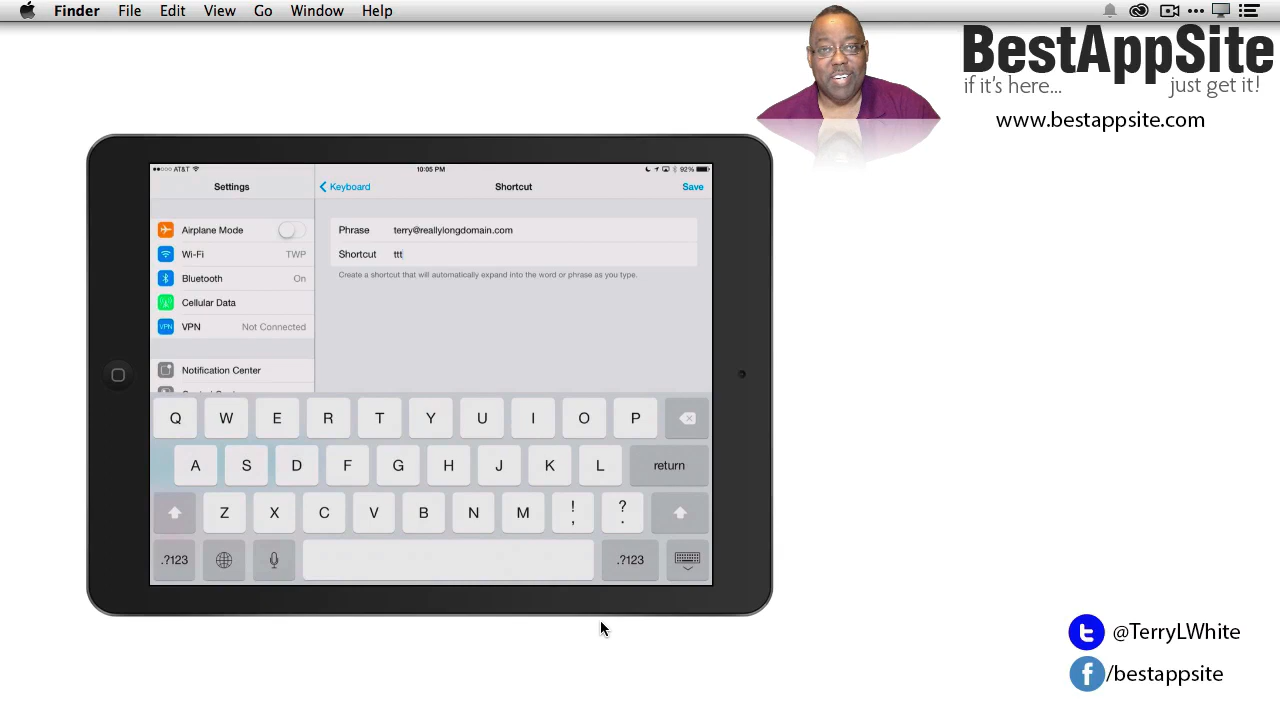 Finder File Edit View Go Window Help
BestAppSite
if it's here... just get it!
www.bestappsite.com
AT&T 10:05 PM 92%
Settings
Keyboard Shortcut Save
Airplane Mode
Wi-Fi TWP
Bluetooth On
Cellular Data
VPN VPN Not Connected
Notification Center
Phrase terry@reallylongdomain.com
Shortcut ttt
Create a shortcut that will automatically expand into the word or phrase as you type.
Q W E R T Y U I O P
A S D F G H J K L return
Z X C V B N M ! , ? .
.?123 .?123
@TerryLWhite
/bestappsite